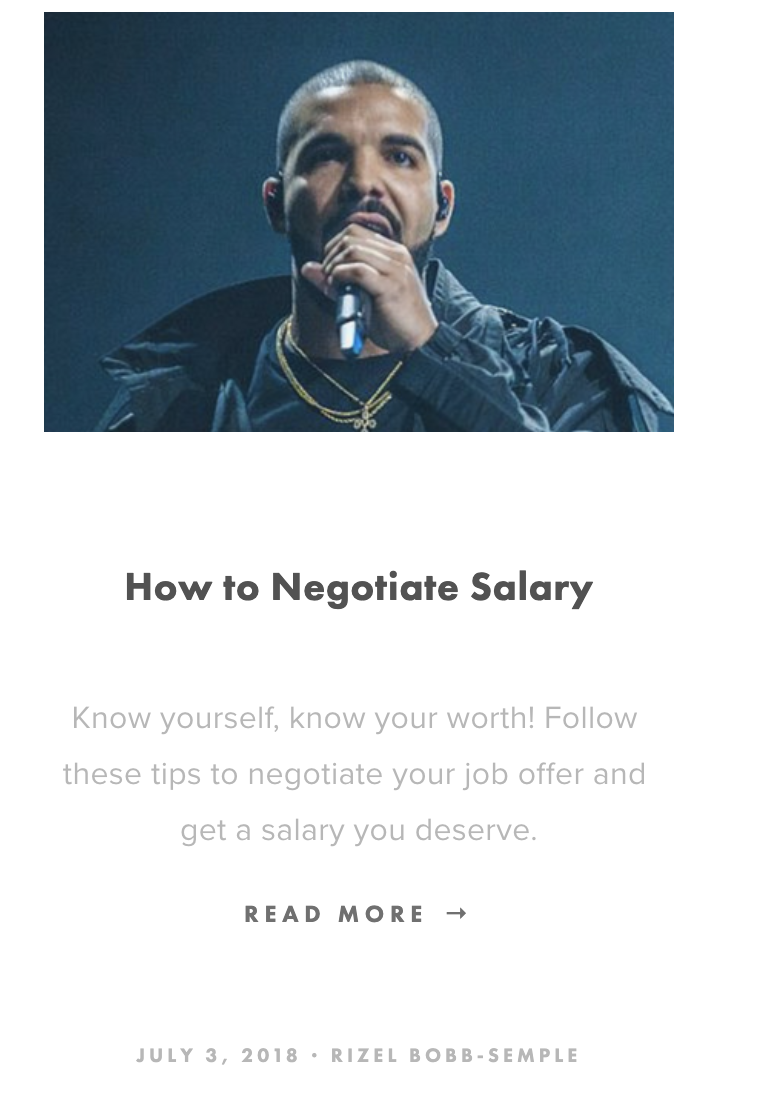 How to Negotiate Salary
Know yourself, know your worth! Follow
these tips to negotiate your job offer and
get a salary you deserve.
READ MORE →
JULY 3, 2018 · RIZEL BOBB-SEMPLE